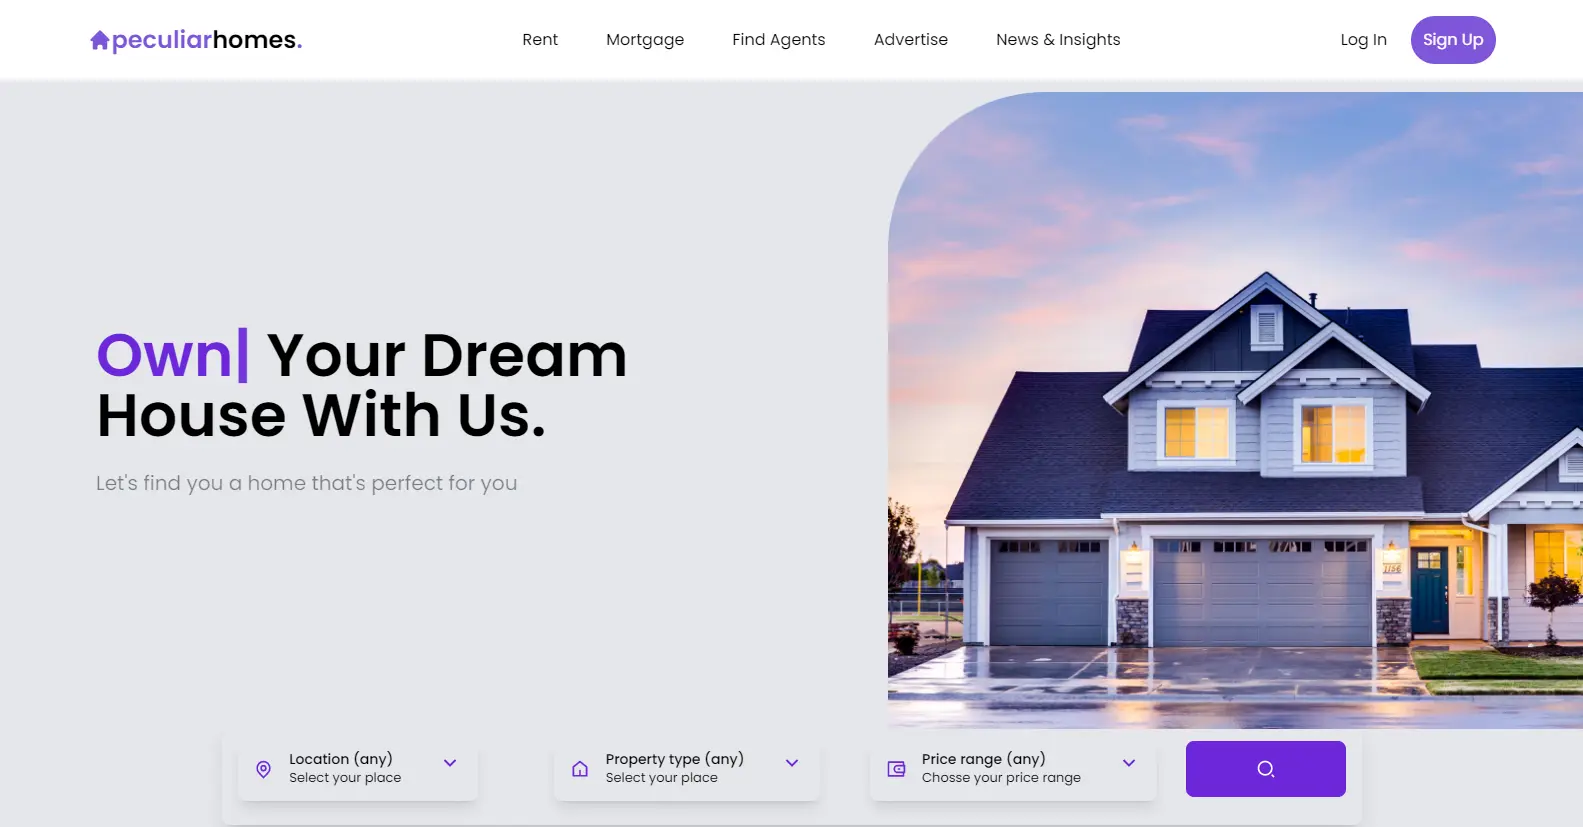 peculiarhomes.
Rent
Mortgage
Find Agents
Advertise
News & Insights
Log In
Sign Up
Own| Your Dream
House With Us.
Let's find you a home that's perfect for you
1156
Location (any)
Select your place
Property type (any)
Select your place
Price range (any)
Chosse your price range